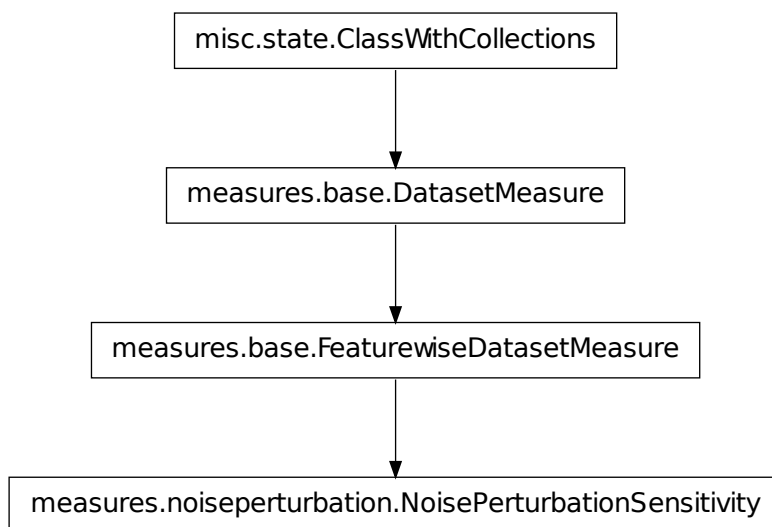 misc.state.ClassWithCollections
measures.base.DatasetMeasure
measures.base.FeaturewiseDatasetMeasure
measures.noiseperturbation.NoisePerturbationSensitivity